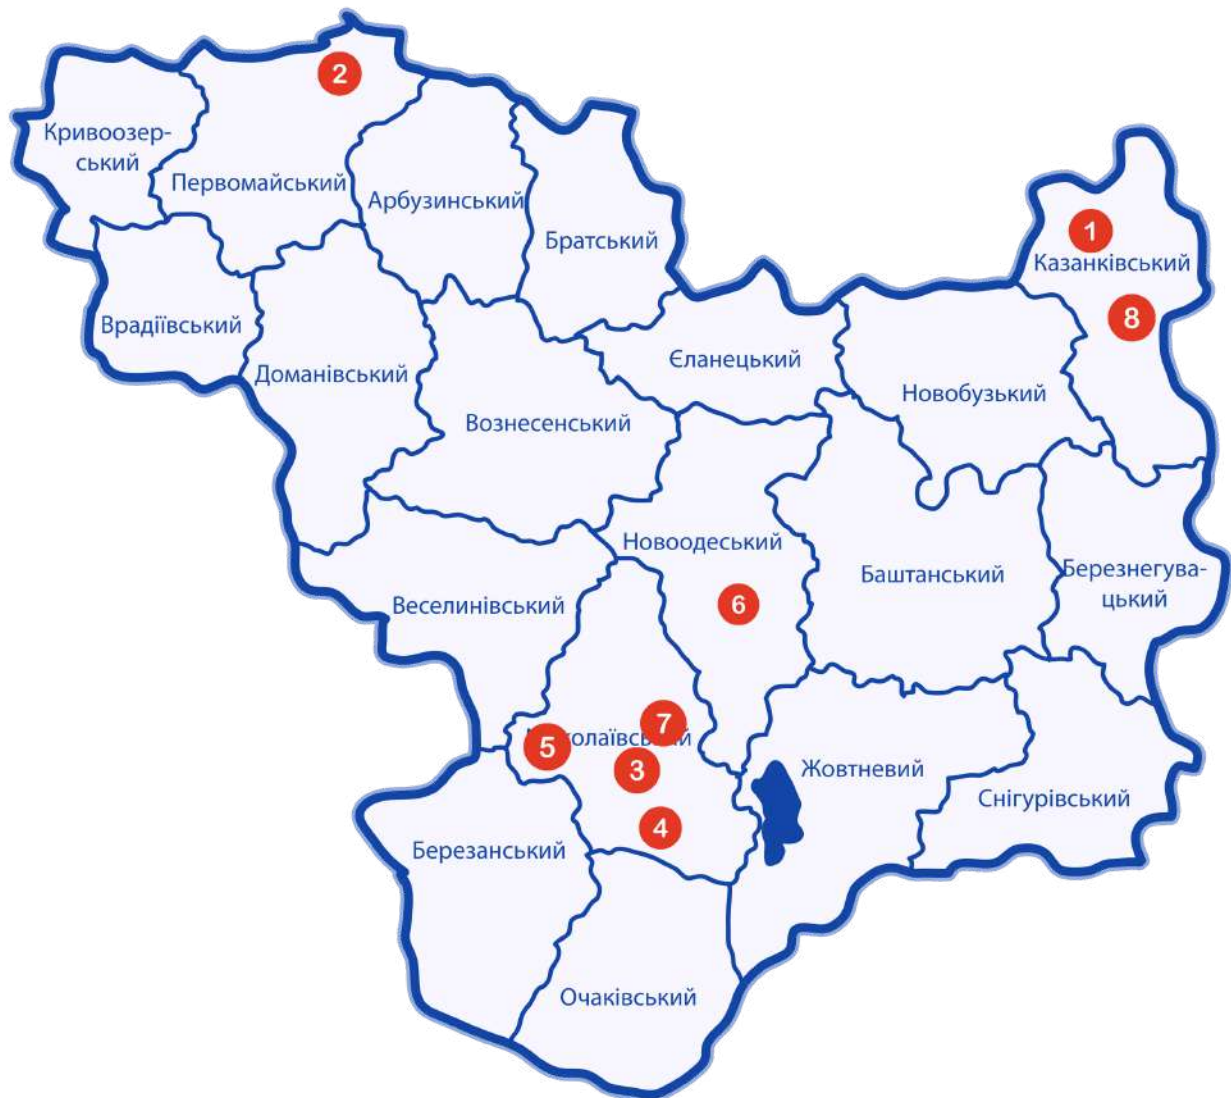 2
Кривоозер-
ський
Первомайський
Арбузинський
Братський
1
Казанківський
8
Врадіївський
Доманівський
Єланецький
Новобузький
Вознесенський
Новоодеський
Баштанський
Березнегува-
цький
Веселинівський
6
7
5
3
4
Жовтневий
Снігурівський
Березанський
Очаківський